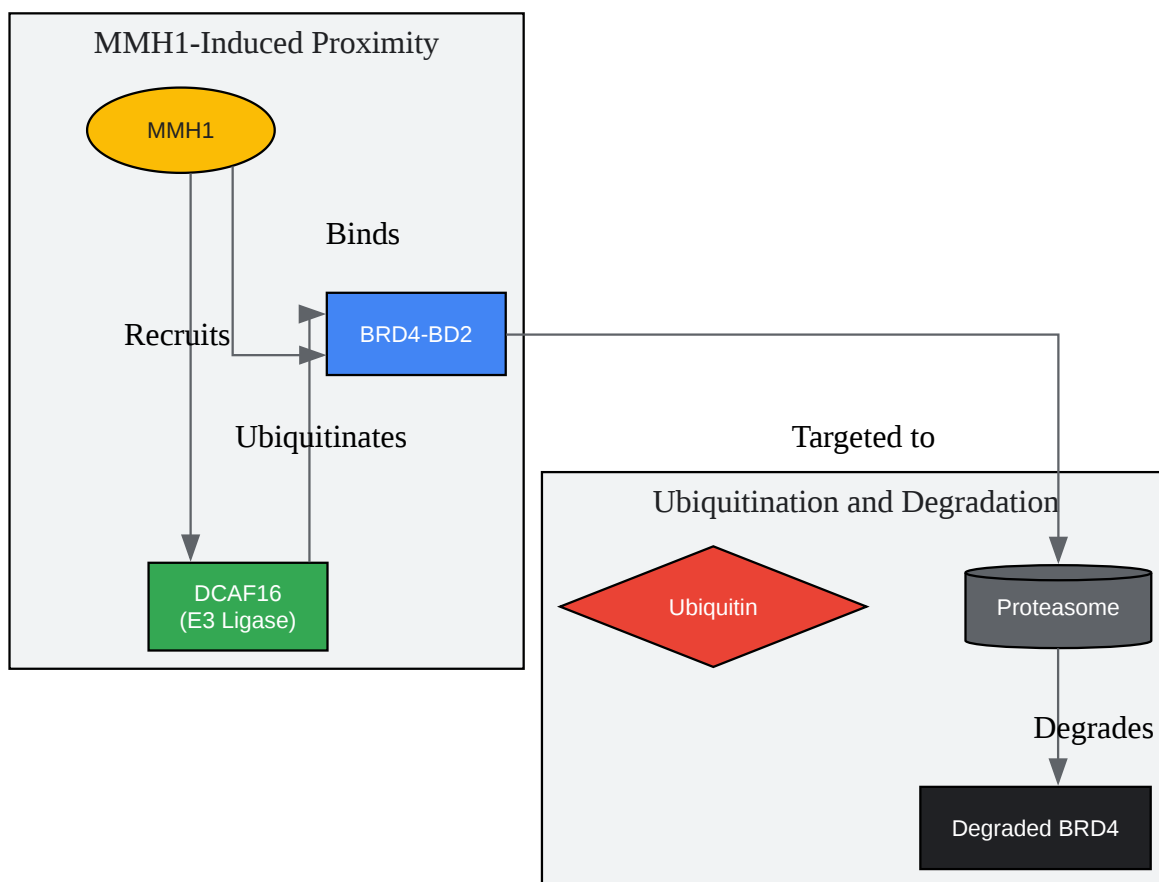 MMH1-Induced Proximity
MMH1
Binds
Recruits
BRD4-BD2
Ubiquitinates
Targeted to
DCAF16
(E3 Ligase)
Ubiquitination and Degradation
Ubiquitin
Proteasome
Degrades
Degraded BRD4